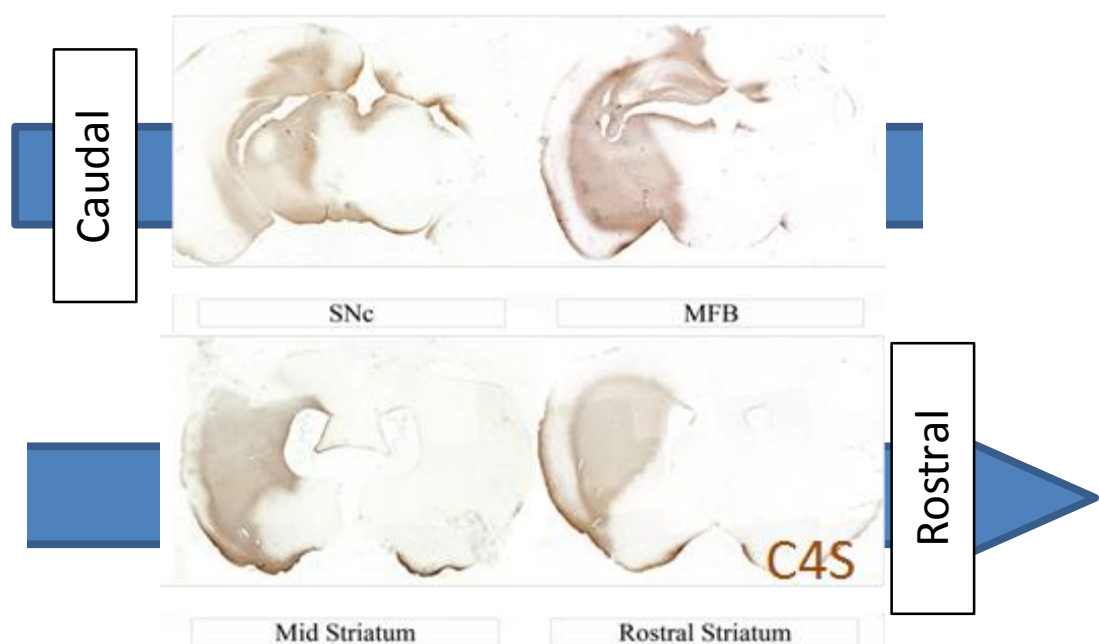 Caudal
SNc
MFB
C4S
Rostral
Mid Striatum
Rostral Striatum